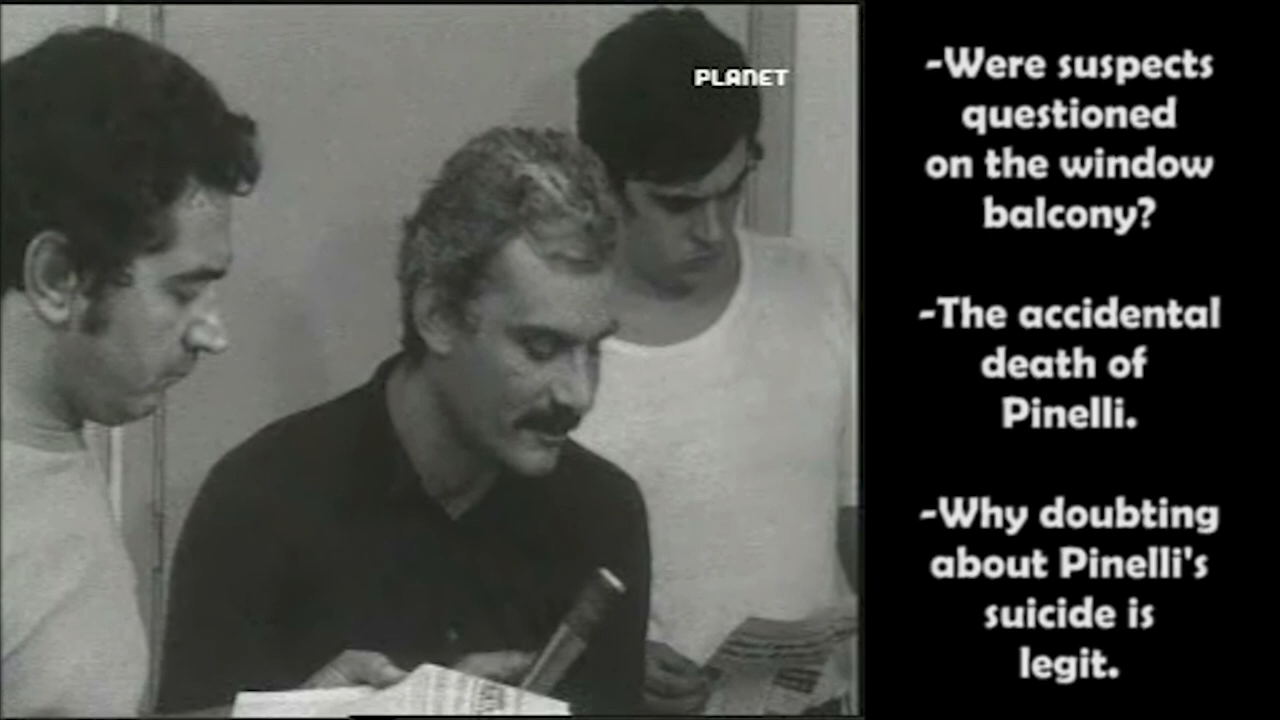 PLANET
-Were suspects
questioned
on the window
balcony?
-The accidental
death of
Pinelli.
-Why doubting
about Pinelli's
suicide is
legit.